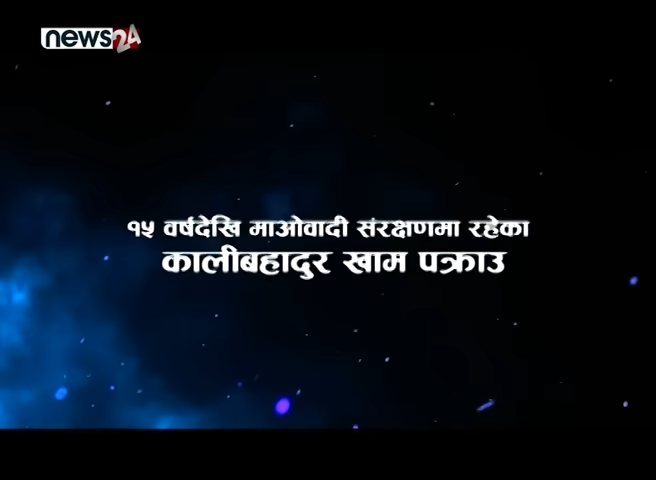 news24
१५ वर्षदेखि माओवादी संरक्षणमा रहेका
कालीबहादुर खाम पक्राउ